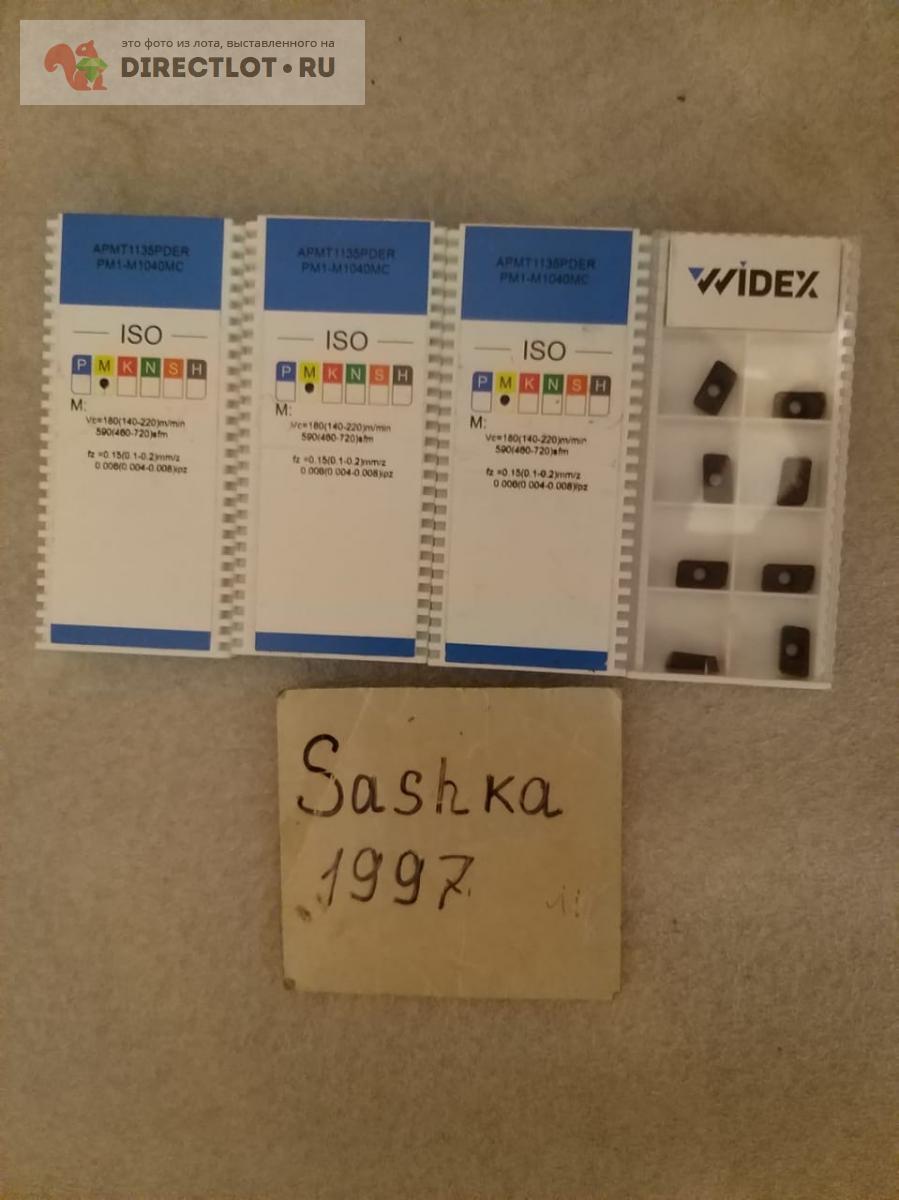 это фото из лота, выставленного на
DIRECTLOT•RU
APMT1135PDER
PM1-M1040MC
ISO
P M K N S H
M:
Vc=180(140-220)m/min
590(460-720)sfm
fz =0.15(0.1-0.2)mm/z
0.006(0.004-0.008)ipz
APMT1135PDER
PM1-M1040MC
ISO
P M K N S H
M:
Vc=180(140-220)m/min
590(460-720)sfm
fz =0.15(0.1-0.2)mm/z
0.006(0.004-0.008)ipz
APMT1135PDER
PM1-M1040MC
ISO
P M K N S H
M:
Vc=180(140-220)m/min
590(460-720)sfm
fz =0.15(0.1-0.2)mm/z
0.006(0.004-0.008)ipz
WIDEX
Sashka
1997